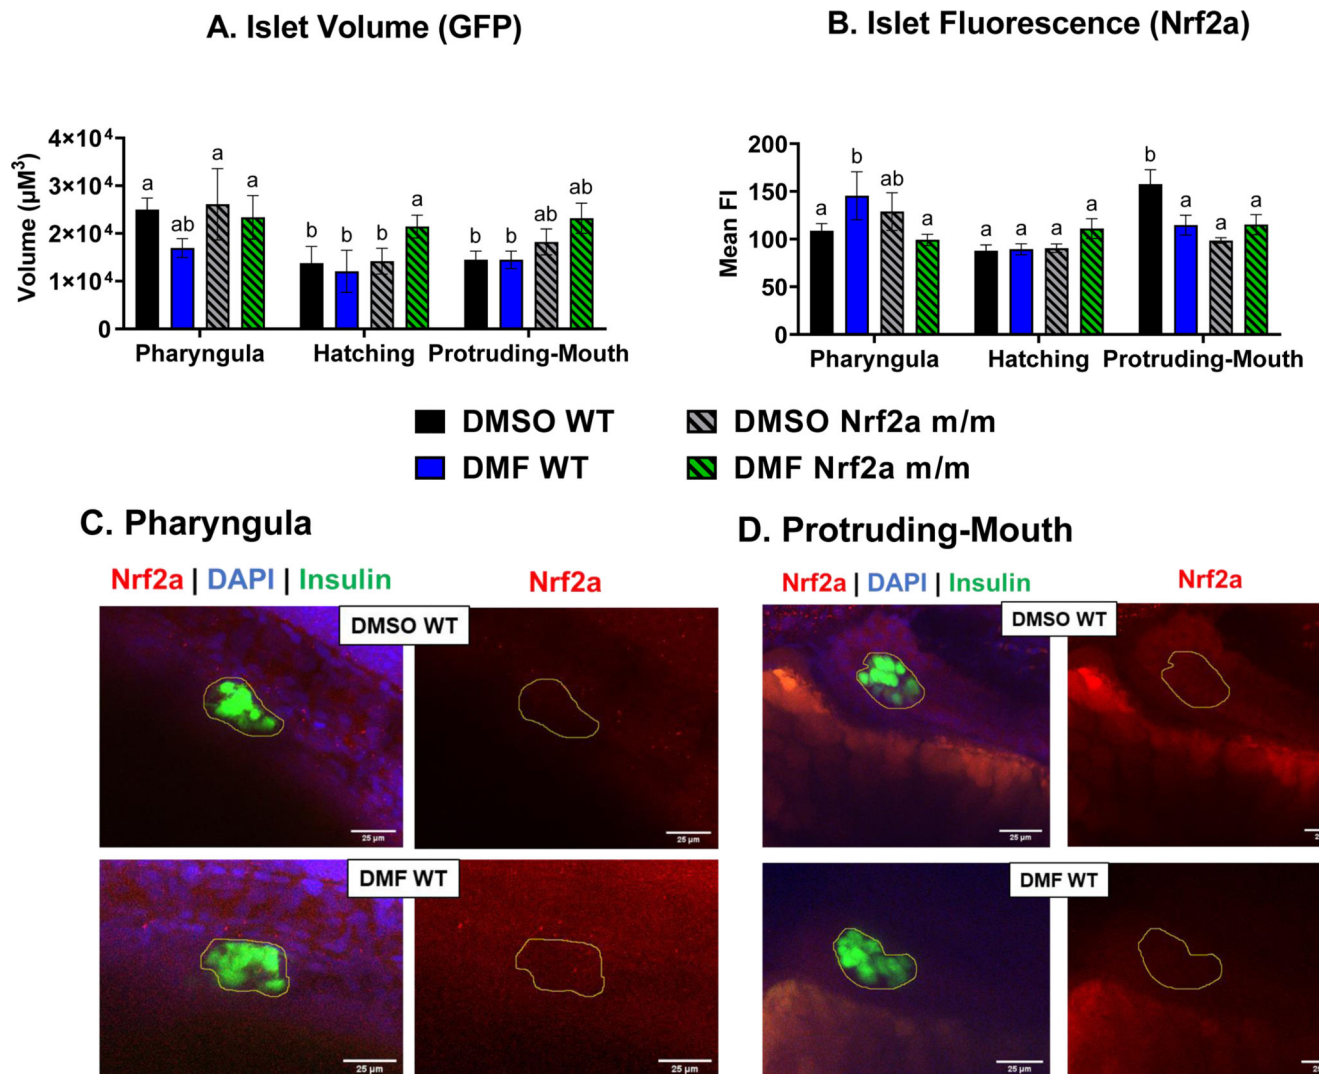 A. Islet Volume (GFP)
Volume (µM³)
4×10⁴
3×10⁴
2×10⁴
1×10⁴
0
a
ab
a
a
b
b
b
a
b
b
ab
ab
Pharyngula
Hatching
Protruding-Mouth
B. Islet Fluorescence (Nrf2a)
Mean FI
200
150
100
50
0
a
b
ab
a
a
a
a
a
b
a
a
a
Pharyngula
Hatching
Protruding-Mouth
DMSO WT
DMSO Nrf2a m/m
DMF WT
DMF Nrf2a m/m
C. Pharyngula
Nrf2a | DAPI | Insulin
Nrf2a
DMSO WT
25 µm
25 µm
DMF WT
25 µm
25 µm
D. Protruding-Mouth
Nrf2a | DAPI | Insulin
Nrf2a
DMSO WT
25 µm
25
DMF WT
25 µm
25